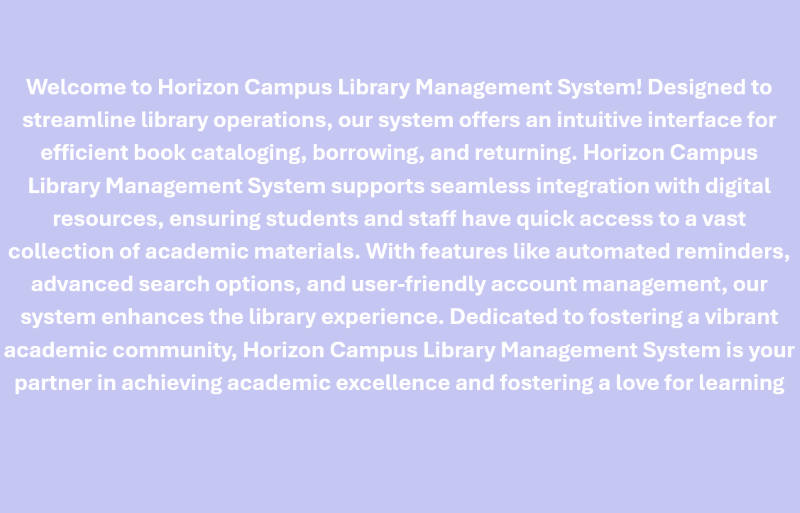 Welcome to Horizon Campus Library Management System! Designed to
streamline library operations, our system offers an intuitive interface for
efficient book cataloging, borrowing, and returning. Horizon Campus
Library Management System supports seamless integration with digital
resources, ensuring students and staff have quick access to a vast
collection of academic materials. With features like automated reminders,
advanced search options, and user-friendly account management, our
system enhances the library experience. Dedicated to fostering a vibrant
academic community, Horizon Campus Library Management System is your
partner in achieving academic excellence and fostering a love for learning